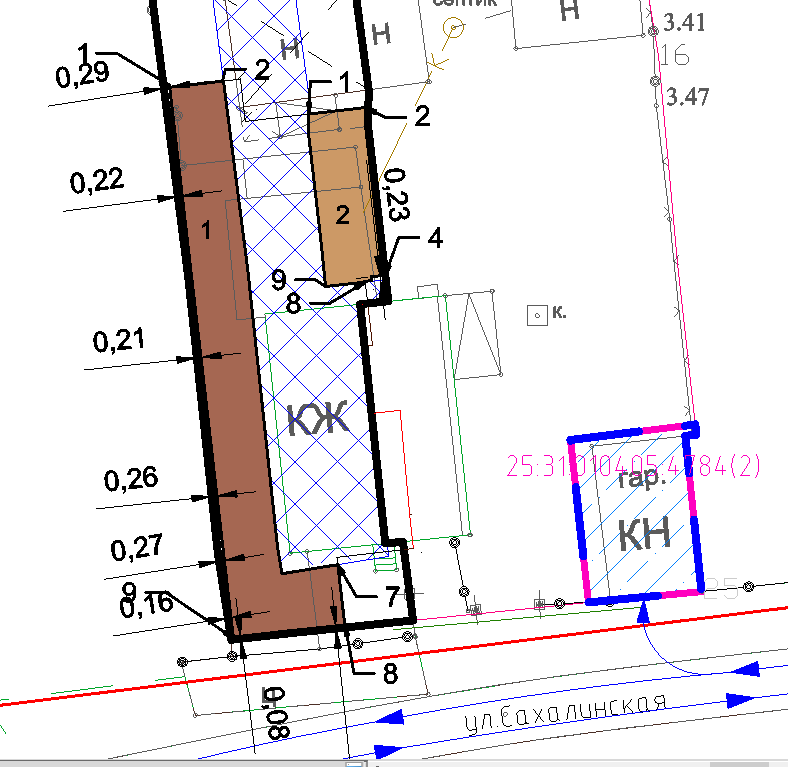 септик
Н
Н
Н
3.41
16
3.47
1
0,29
2
1
2
0,22
0,23
2
1
4
9
8
0,21
к.
КЖ
25:31:010405:4784(2)
гар.
КН
0,26
0,27
9
0,16
7
8
0,08
ул.Сахалинская